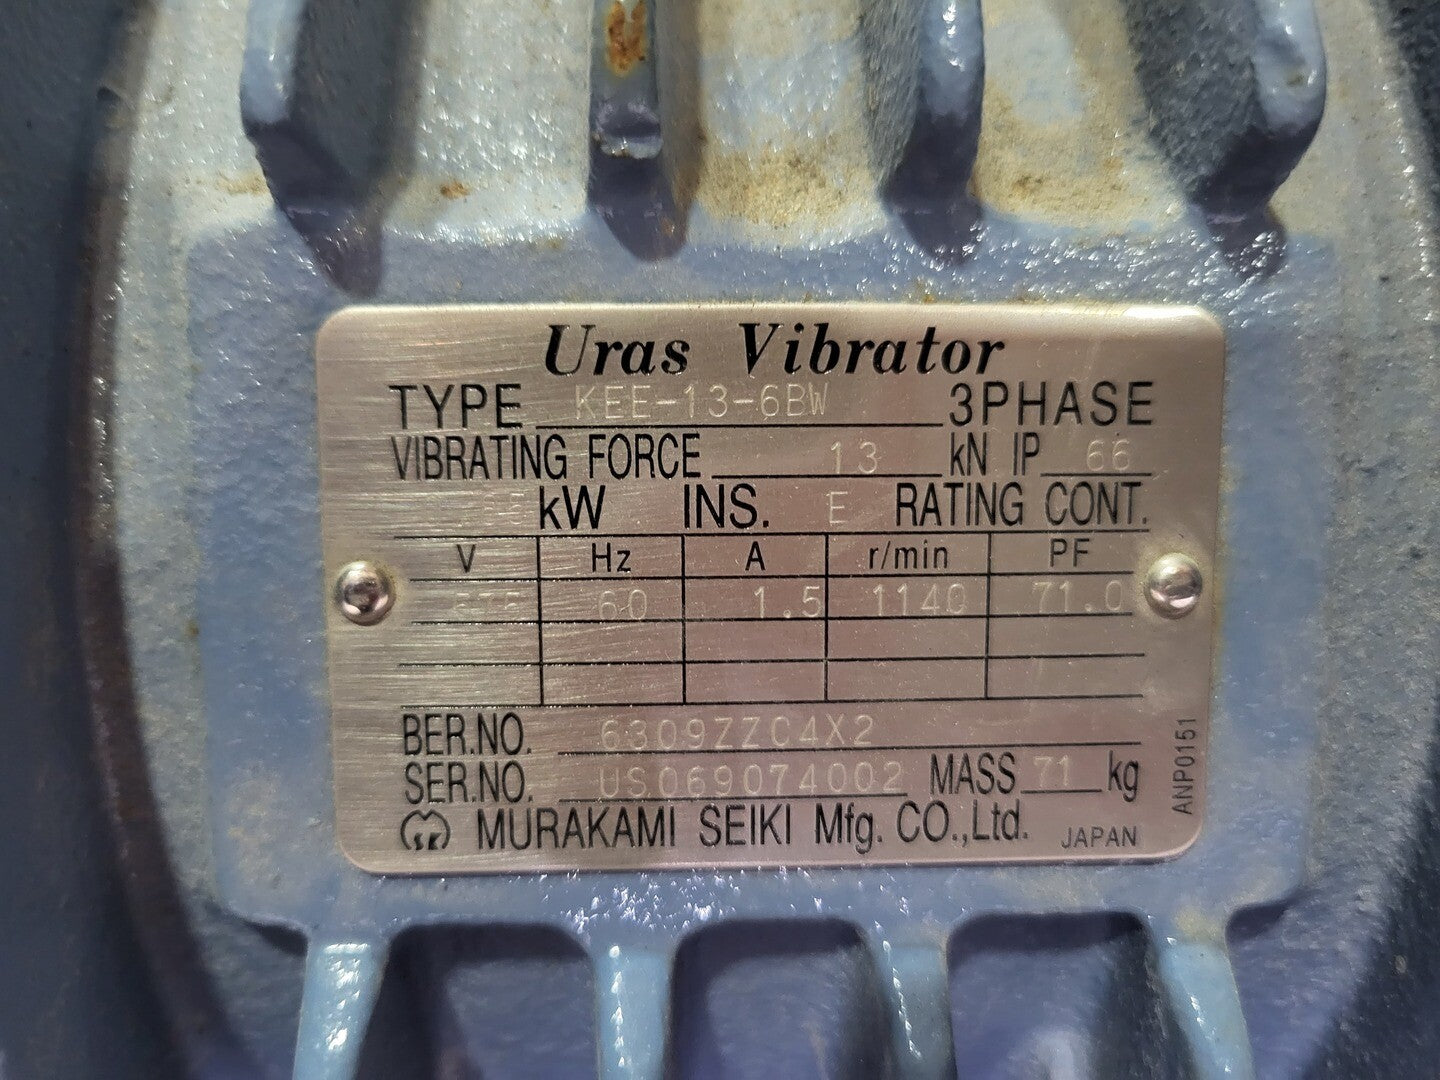 Uras Vibrator
TYPE KEE-13-6BW 3PHASE
VIBRATING FORCE 13 kN IP 66
kW INS. E RATING CONT.
V Hz A r/min PF
60 1.5 1140 71.0
BER.NO. 6309ZZC4X2
SER.NO. US069074002 MASS 71 kg
MURAKAMI SEIKI Mfg. CO.,Ltd. JAPAN
ANP0151